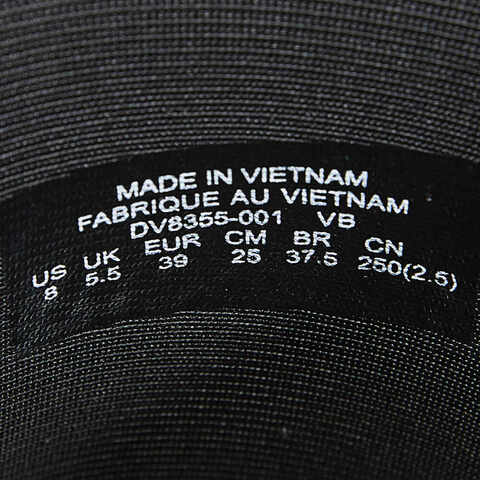 MADE IN VIETNAM
FABRIQUE AU VIETNAM
DV8355-001 VB
US UK EUR CM BR CN
8 5.5 39 25 37.5 250(2.5)